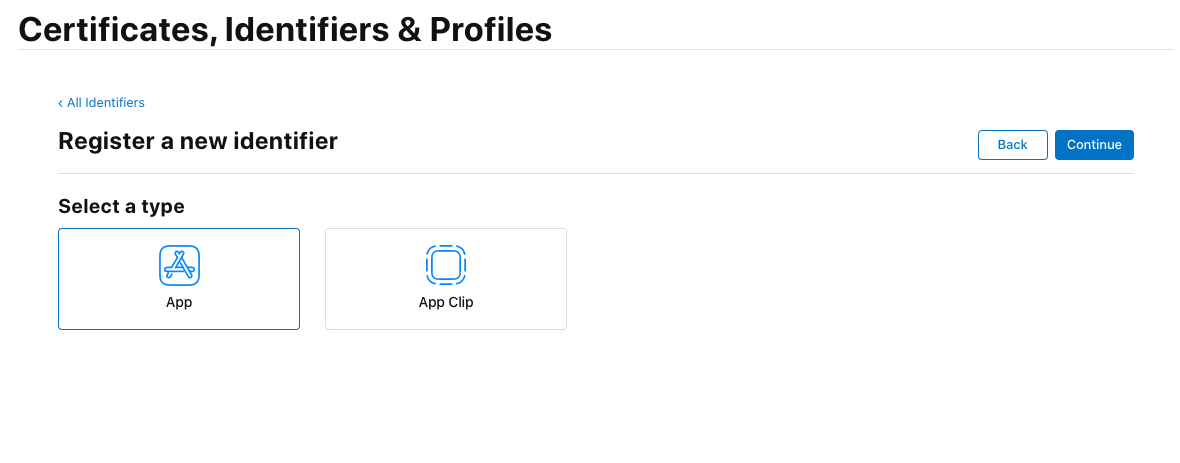 Certificates, Identifiers & Profiles
‹ All Identifiers
Register a new identifier
Back
Continue
Select a type
App
App Clip